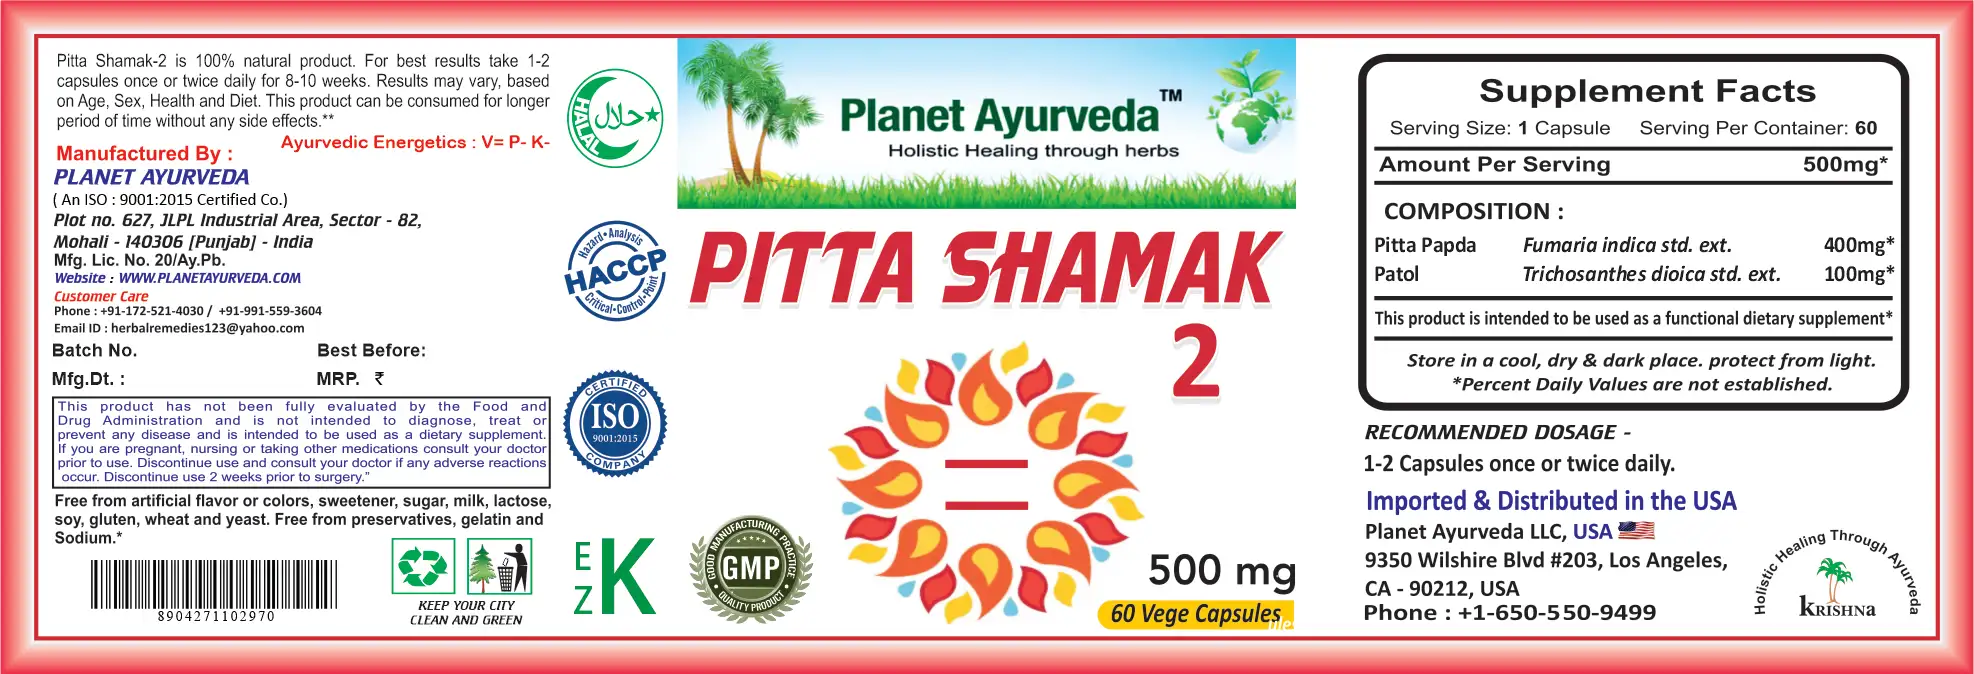 Pitta Shamak-2 is 100% natural product. For best results take 1-2
capsules once or twice daily for 8-10 weeks. Results may vary, based
on Age, Sex, Health and Diet. This product can be consumed for longer
period of time without any side effects.**
Ayurvedic Energetics : V= P- K-
Manufactured By :
PLANET AYURVEDA
( An ISO : 9001:2015 Certified Co.)
Plot no. 627, JLPL Industrial Area, Sector - 82,
Mohali - 140306 (Punjab) - India
Mfg. Lic. No. 20/Ay.Pb.
Website : WWW.PLANETAYURVEDA.COM
Customer Care
Phone : +91-172-521-4030 / +91-991-559-3604
Email ID : herbalremedies123@yahoo.com
Batch No. Best Before:
Mfg.Dt. : MRP. ₹
This product has not been fully evaluated by the Food and
Drug Administration and is not intended to diagnose, treat or
prevent any disease and is intended to be used as a dietary supplement.
If you are pregnant, nursing or taking other medications consult your doctor
prior to use. Discontinue use and consult your doctor if any adverse reactions
occur. Discontinue use 2 weeks prior to surgery.”
Free from artificial flavor or colors, sweetener, sugar, milk, lactose,
soy, gluten, wheat and yeast. Free from preservatives, gelatin and
Sodium.*
8904271102970
KEEP YOUR CITY
CLEAN AND GREEN
حلال
HALAL
Hazard • Analysis
HACCP
Critical • Control • Point
CERTIFIED
ISO
9001:2015
COMPANY
E
Z
K
Planet Ayurveda™
Holistic Healing through herbs
PITTA SHAMAK
2
GOOD MANUFACTURING PRACTICE
GMP
QUALITY PRODUCT
500 mg
60 Vege Capsules
Supplement Facts
Serving Size: 1 Capsule Serving Per Container: 60
Amount Per Serving 500mg*
COMPOSITION :
Pitta Papda Fumaria indica std. ext. 400mg*
Patol Trichosanthes dioica std. ext. 100mg*
This product is intended to be used as a functional dietary supplement*
Store in a cool, dry & dark place. protect from light.
*Percent Daily Values are not established.
RECOMMENDED DOSAGE -
1-2 Capsules once or twice daily.
Imported & Distributed in the USA
Planet Ayurveda LLC, USA
9350 Wilshire Blvd #203, Los Angeles,
CA - 90212, USA
Phone : +1-650-550-9499
Holistic Healing Through Ayurveda
KRISHNa